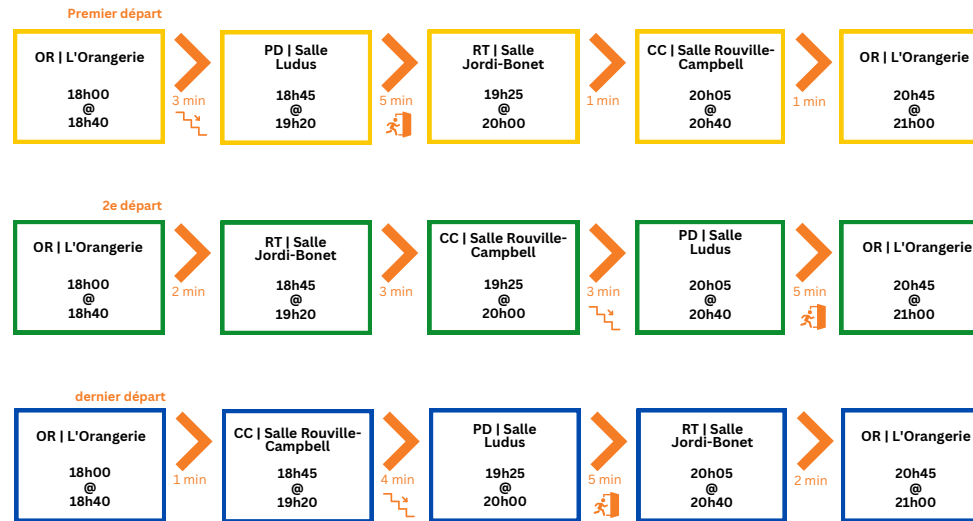 Premier départ
OR | L'Orangerie
18h00
@
18h40
3 min
PD | Salle
Ludus
18h45
@
19h20
5 min
RT | Salle
Jordi-Bonet
19h25
@
20h00
1 min
CC | Salle Rouville-
Campbell
20h05
@
20h40
1 min
OR | L'Orangerie
20h45
@
21h00
2e départ
OR | L'Orangerie
18h00
@
18h40
2 min
RT | Salle
Jordi-Bonet
18h45
@
19h20
3 min
CC | Salle Rouville-
Campbell
19h25
@
20h00
3 min
PD | Salle
Ludus
20h05
@
20h40
5 min
OR | L'Orangerie
20h45
@
21h00
dernier départ
OR | L'Orangerie
18h00
@
18h40
1 min
CC | Salle Rouville-
Campbell
18h45
@
19h20
4 min
PD | Salle
Ludus
19h25
@
20h00
5 min
RT | Salle
Jordi-Bonet
20h05
@
20h40
2 min
OR | L'Orangerie
20h45
@
21h00